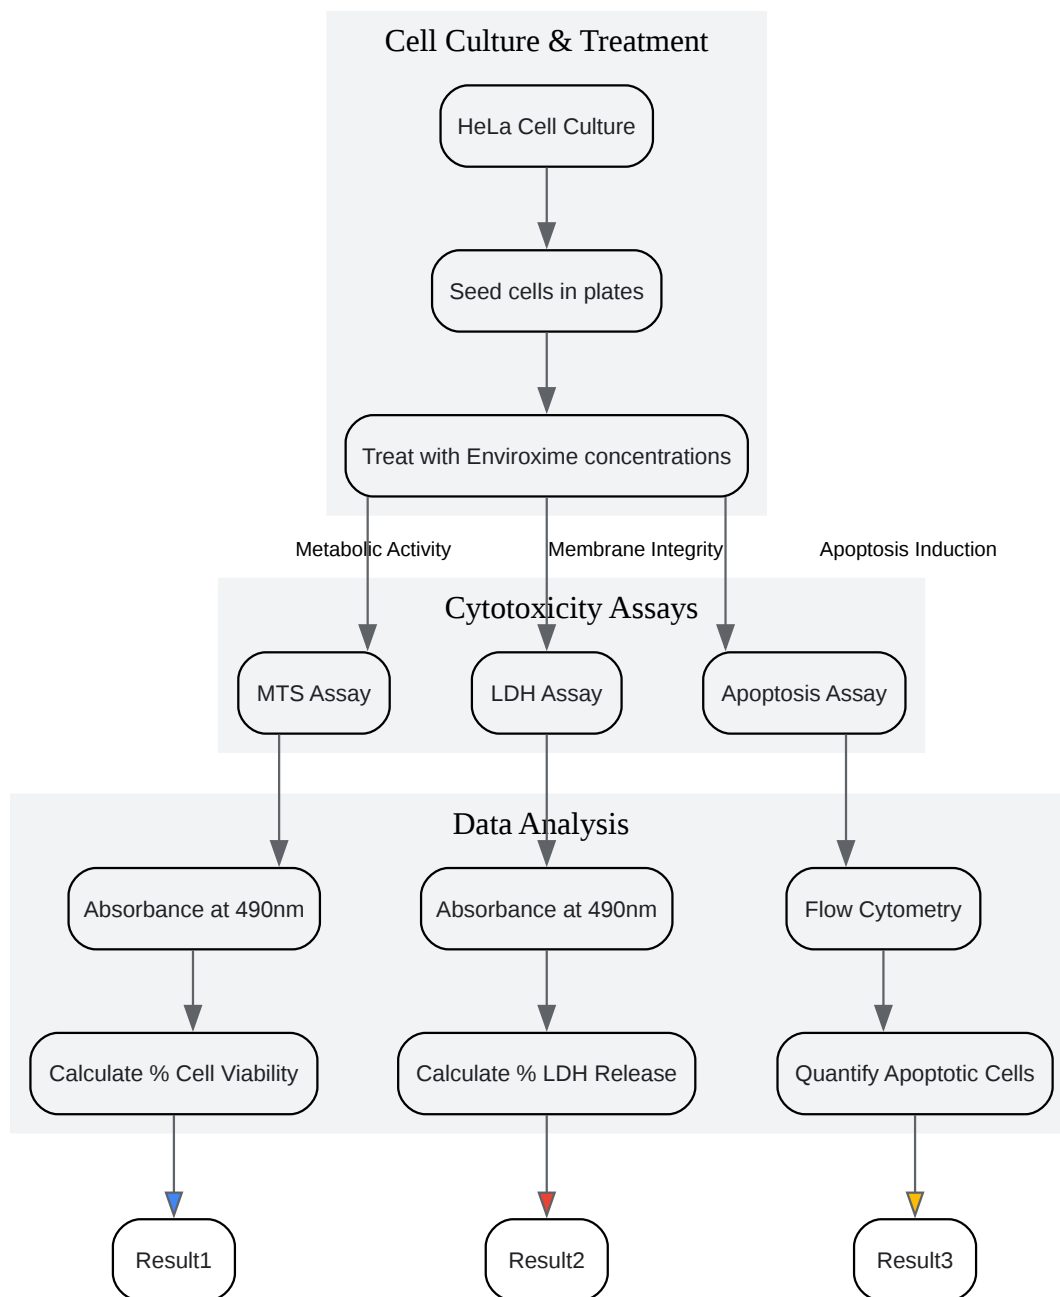 Cell Culture & Treatment
HeLa Cell Culture
Seed cells in plates
Treat with Enviroxime concentrations
Metabolic Activity
Membrane Integrity
Apoptosis Induction
Cytotoxicity Assays
MTS Assay
LDH Assay
Apoptosis Assay
Data Analysis
Absorbance at 490nm
Absorbance at 490nm
Flow Cytometry
Calculate % Cell Viability
Calculate % LDH Release
Quantify Apoptotic Cells
Result1
Result2
Result3